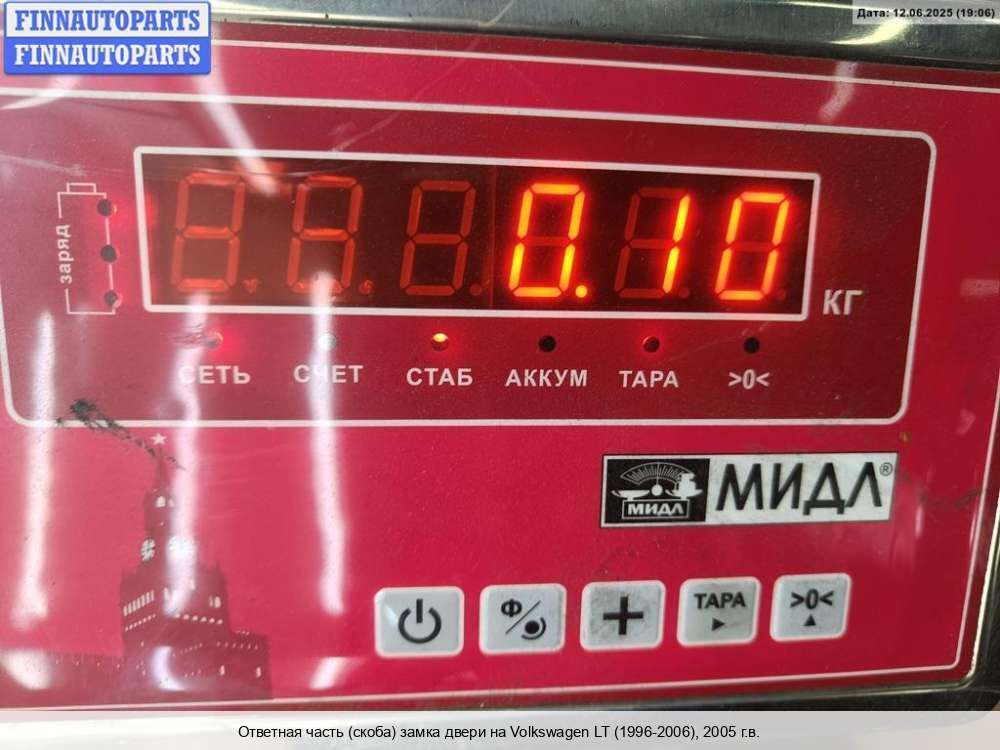 FINNAUTOPARTS
FINNAUTOPARTS
Дата: 12.06.2025 (19:06)
заряд
0.10
КГ
СЕТЬ СЧЕТ СТАБ АККУМ ТАРА >0<
МИДЛ МИДЛ®
Ф ТАРА >0<
Ответная часть (скоба) замка двери на Volkswagen LT (1996-2006), 2005 г.в.